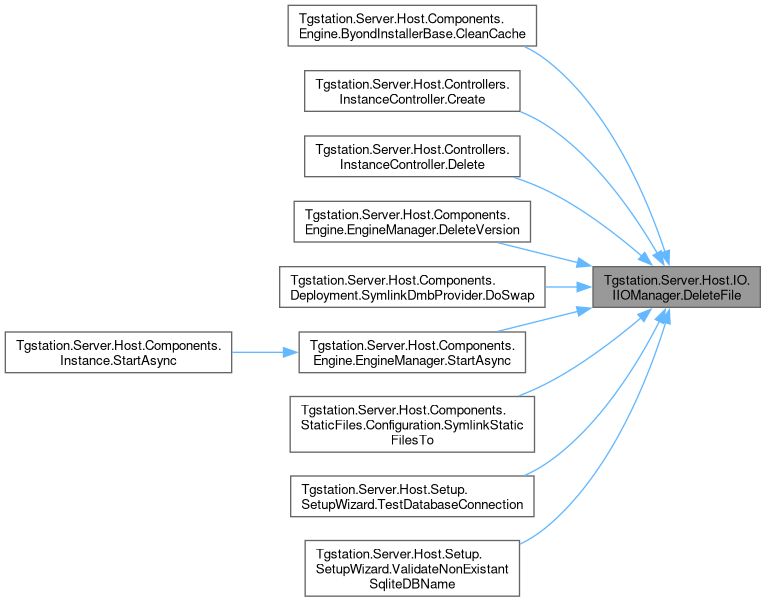 Tgstation.Server.Host.Components.
Engine.ByondInstallerBase.CleanCache
Tgstation.Server.Host.Controllers.
InstanceController.Create
Tgstation.Server.Host.Controllers.
InstanceController.Delete
Tgstation.Server.Host.Components.
Engine.EngineManager.DeleteVersion
Tgstation.Server.Host.IO.
IIOManager.DeleteFile
Tgstation.Server.Host.Components.
Deployment.SymlinkDmbProvider.DoSwap
Tgstation.Server.Host.Components.
Instance.StartAsync
Tgstation.Server.Host.Components.
Engine.EngineManager.StartAsync
Tgstation.Server.Host.Components.
StaticFiles.Configuration.SymlinkStatic
FilesTo
Tgstation.Server.Host.Setup.
SetupWizard.TestDatabaseConnection
Tgstation.Server.Host.Setup.
SetupWizard.ValidateNonExistant
SqliteDBName